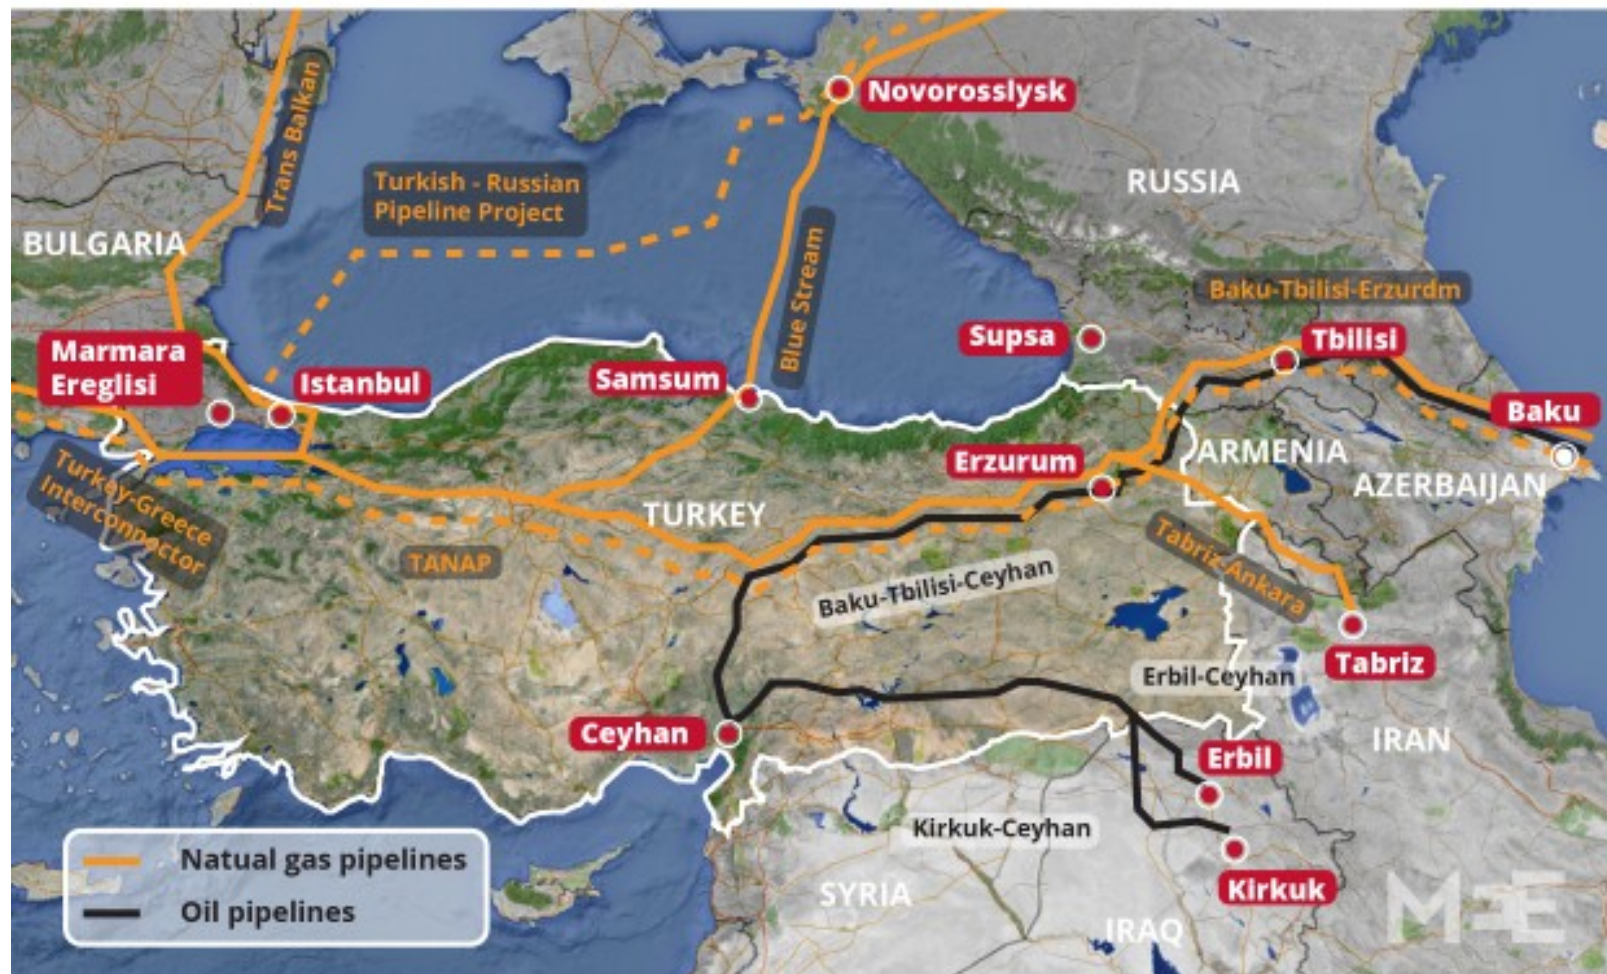 Trans Balkan
Novorosslysk
Turkish - Russian
Pipeline Project
RUSSIA
BULGARIA
Blue Stream
Baku-Tbilisi-Erzurdm
Supsa
Tbilisi
Marmara
Ereglisi
Istanbul
Samsum
Baku
Erzurum
ARMENIA
AZERBAIJAN
Turkey-Greece
Interconnector
TURKEY
TANAP
Tabriz-Ankara
Baku-Tbilisi-Ceyhan
Tabriz
Erbil-Ceyhan
Ceyhan
IRAN
Erbil
Kirkuk-Ceyhan
Natual gas pipelines
Oil pipelines
Kirkuk
SYRIA
IRAQ
MEE